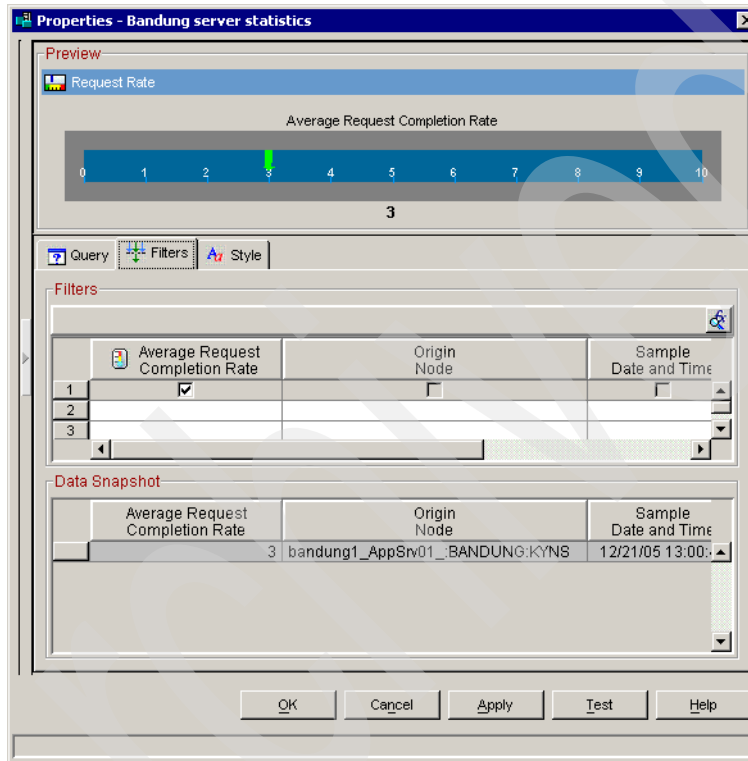 Properties - Bandung server statistics
Preview
Request Rate
Average Request Completion Rate
0 1 2 3 4 5 6 7 8 9 10
3
Query Filters Style
Filters
Average Request Completion Rate
Origin Node
Sample Date and Time
1
2
3
Data Snapshot
Average Request Completion Rate
Origin Node
Sample Date and Time
3 bandung1_AppSrv01_:BANDUNG:KYNS 12/21/05 13:00:
OK Cancel Apply Test Help